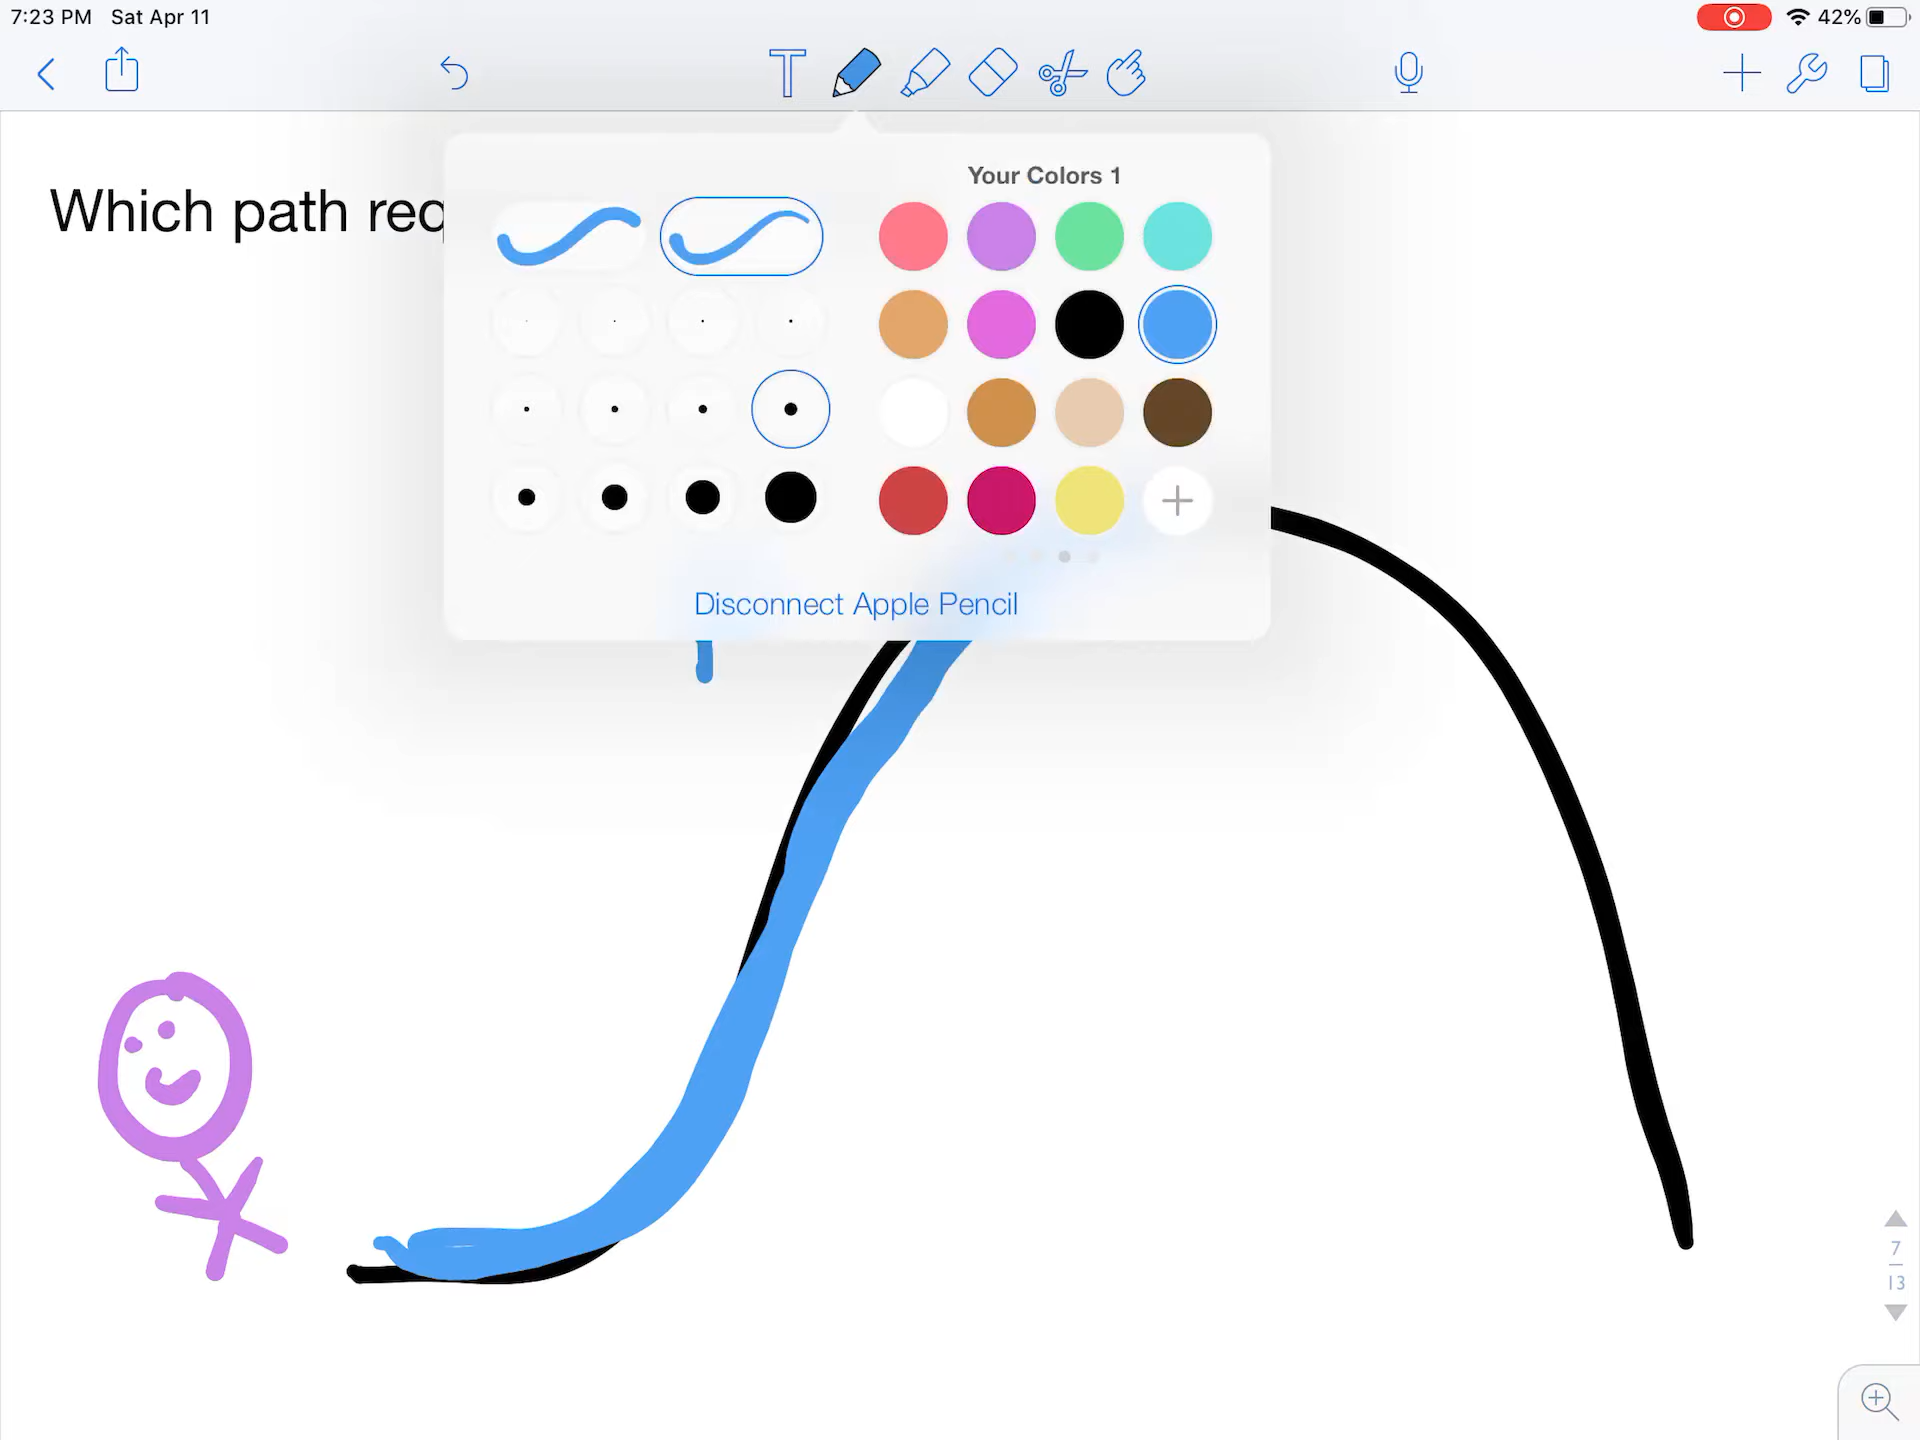 7:23 PM Sat Apr 11
42%
T
Your Colors 1
Which path req
Disconnect Apple Pencil
7
13